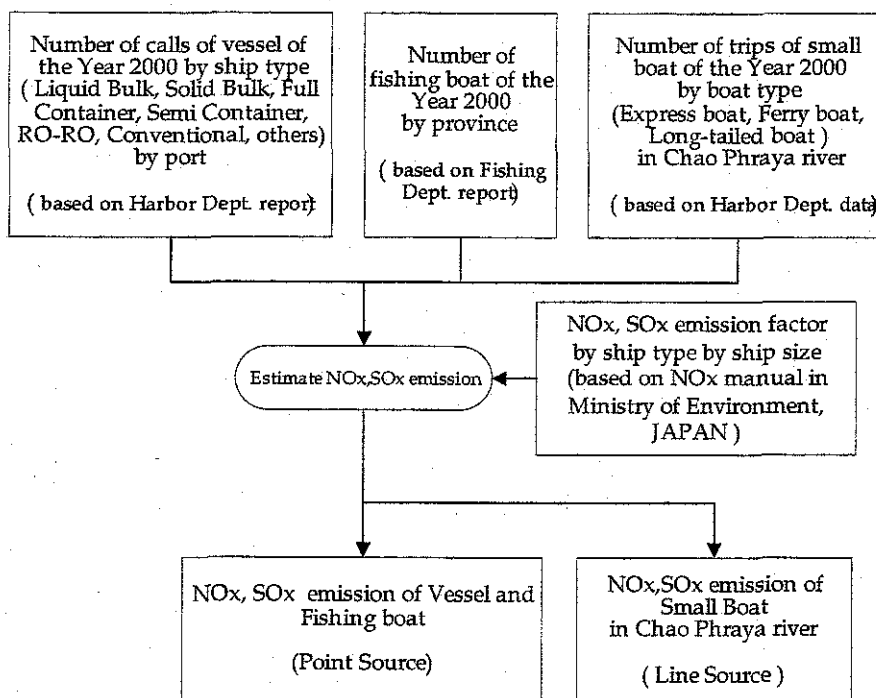 Number of calls of vessel of
the Year 2000 by ship type
( Liquid Bulk, Solid Bulk, Full
Container, Semi Container,
RO-RO, Conventional, others)
by port
( based on Harbor Dept. report)
Number of
fishing boat of the
Year 2000
by province
( based on Fishing
Dept. report)
Number of trips of small
boat of the Year 2000
by boat type
(Express boat, Ferry boat,
Long-tailed boat )
in Chao Phraya river
( based on Harbor Dept. data)
Estimate NOx,SOx emission
NOx, SOx emission factor
by ship type by ship size
(based on NOx manual in
Ministry of Environment,
JAPAN )
NOx, SOx emission of Vessel and
Fishing boat
(Point Source)
NOx,SOx emission of
Small Boat
in Chao Phraya river
( Line Source )